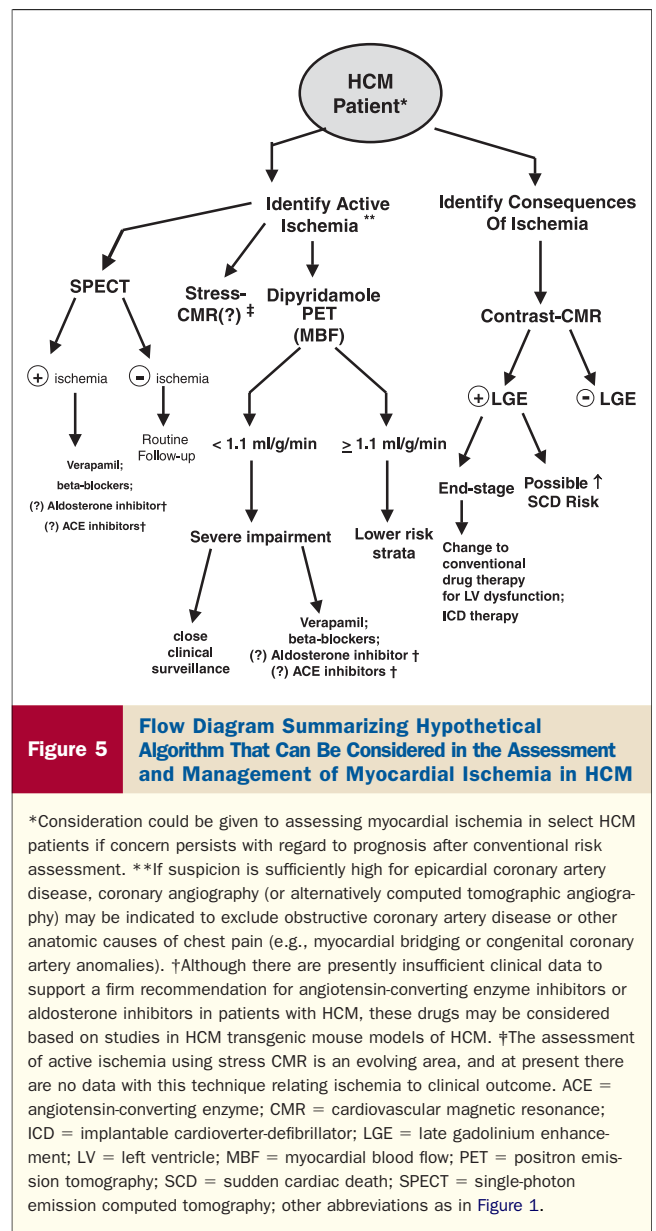 HCM
Patient*
Identify Active
Ischemia **
Identify Consequences
Of Ischemia
SPECT
Stress-
CMR(?) ‡
Dipyridamole
PET
(MBF)
Contrast-CMR
+ ischemia
- ischemia
+ LGE
- LGE
Verapamil;
beta-blockers;
(?) Aldosterone inhibitor†
(?) ACE inhibitors†
Routine
Follow-up
< 1.1 ml/g/min
≥ 1.1 ml/g/min
End-stage
Possible ↑
SCD Risk
Severe impairment
Lower risk
strata
Change to
conventional
drug therapy
for LV dysfunction;
ICD therapy
close
clinical
surveillance
Verapamil;
beta-blockers;
(?) Aldosterone inhibitor †
(?) ACE inhibitors †
Figure 5
Flow Diagram Summarizing Hypothetical
Algorithm That Can Be Considered in the Assessment
and Management of Myocardial Ischemia in HCM
*Consideration could be given to assessing myocardial ischemia in select HCM
patients if concern persists with regard to prognosis after conventional risk
assessment. **If suspicion is sufficiently high for epicardial coronary artery
disease, coronary angiography (or alternatively computed tomographic angiogra-
phy) may be indicated to exclude obstructive coronary artery disease or other
anatomic causes of chest pain (e.g., myocardial bridging or congenital coronary
artery anomalies). †Although there are presently insufficient clinical data to
support a firm recommendation for angiotensin-converting enzyme inhibitors or
aldosterone inhibitors in patients with HCM, these drugs may be considered
based on studies in HCM transgenic mouse models of HCM. ‡The assessment
of active ischemia using stress CMR is an evolving area, and at present there
are no data with this technique relating ischemia to clinical outcome. ACE =
angiotensin-converting enzyme; CMR = cardiovascular magnetic resonance;
ICD = implantable cardioverter-defibrillator; LGE = late gadolinium enhance-
ment; LV = left ventricle; MBF = myocardial blood flow; PET = positron emis-
sion tomography; SCD = sudden cardiac death; SPECT = single-photon
emission computed tomography; other abbreviations as in Figure 1.